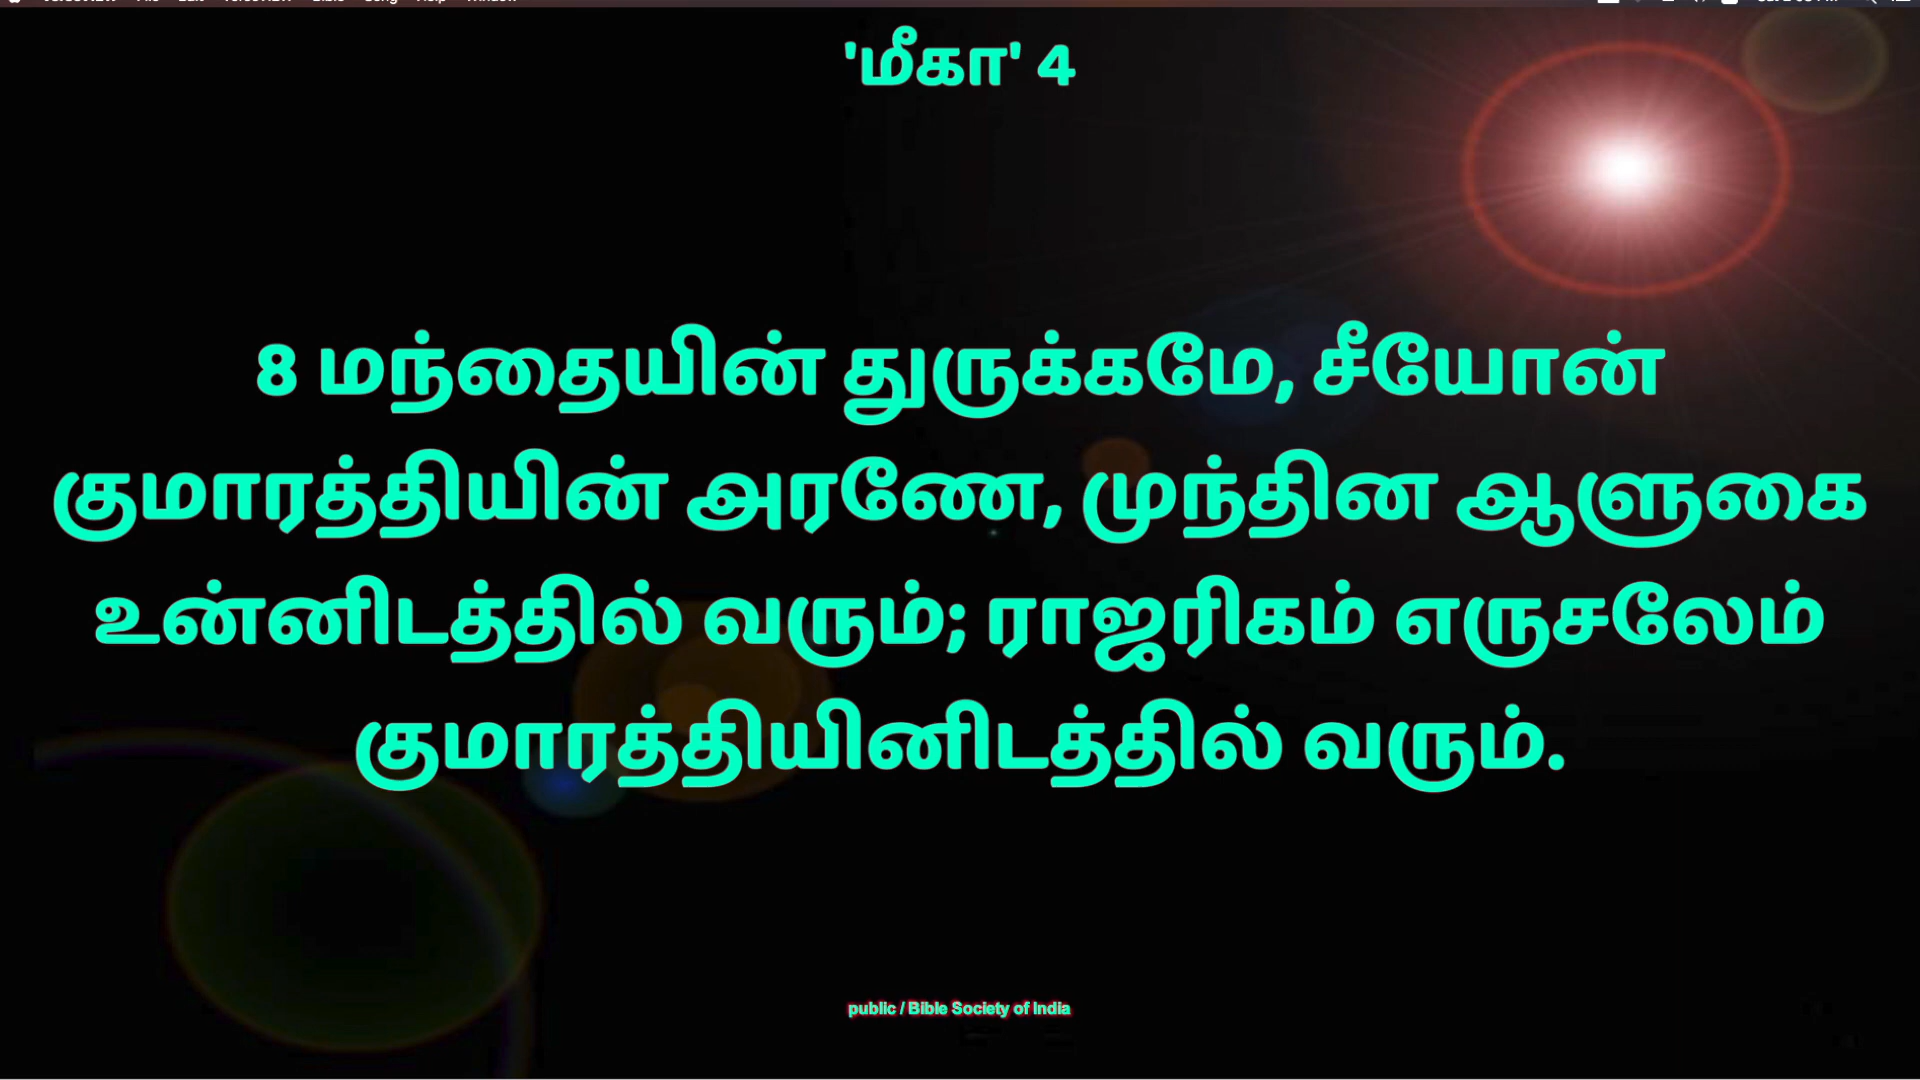 'மீகா' 4
8 மந்தையின் துருக்கமே, சீயோன்
குமாரத்தியின் அரணே, முந்தின ஆளுகை
உன்னிடத்தில் வரும்; ராஜரிகம் எருசலேம்
குமாரத்தியினிடத்தில் வரும்.
public / Bible Society of India